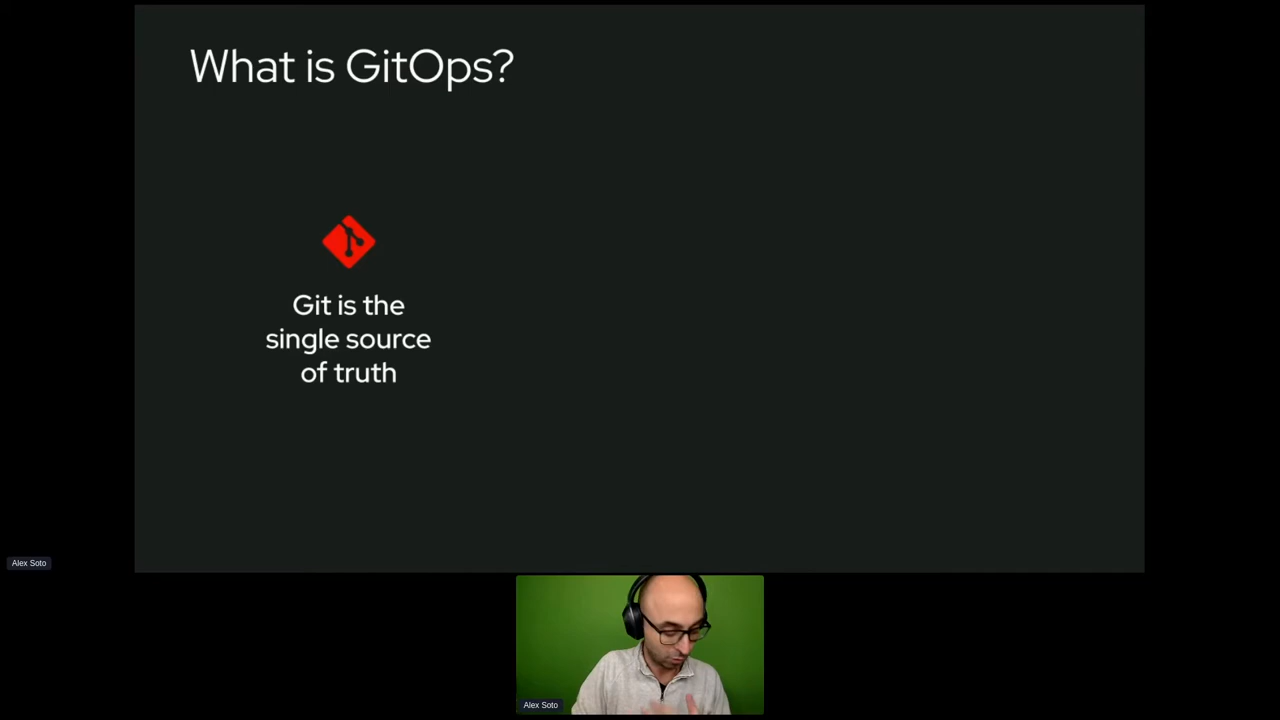 What is GitOps?
Git is the
single source
of truth
Alex Soto
Alex Soto